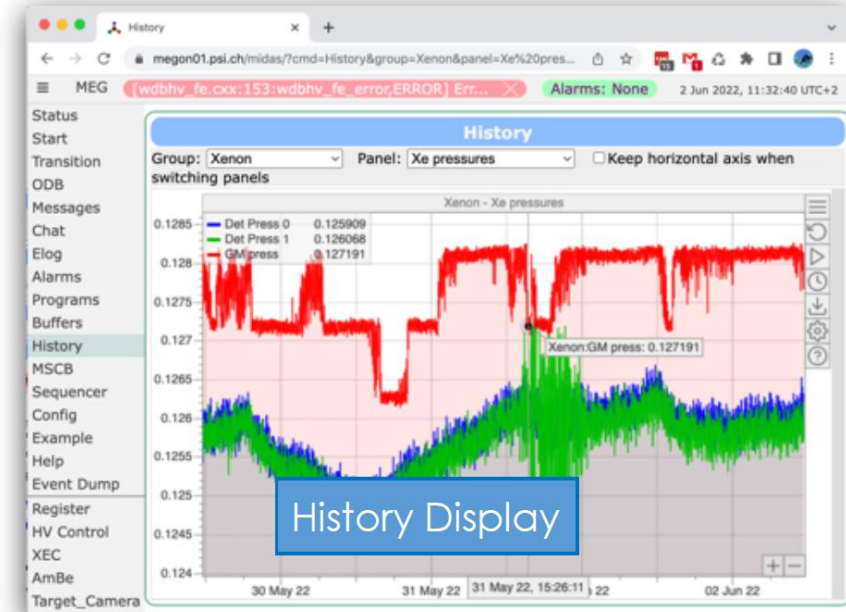 History
megon01.psi.ch/midas/?cmd=History&group=Xenon&panel=Xe%20pres...
MEG
[wdbhv_fe.cxx:153:wdbhv_fe_error,ERROR] Err...
Alarms: None
2 Jun 2022, 11:32:40 UTC+2
Status
Start
Transition
ODB
Messages
Chat
Elog
Alarms
Programs
Buffers
History
MSCB
Sequencer
Config
Example
Help
Event Dump
Register
HV Control
XEC
AmBe
Target_Camera
History
Group: Xenon Panel: Xe pressures Keep horizontal axis when
switching panels
Xenon - Xe pressures
Det Press 0 0.125909
Det Press 1 0.126068
GM press 0.127191
0.1285
0.128
0.1275
0.127
0.1265
0.126
0.1255
0.125
0.1245
0.124
Xenon:GM press: 0.127191
History Display
30 May 22
31 May 22
31 May 22, 15:26:11
22
02 Jun 22